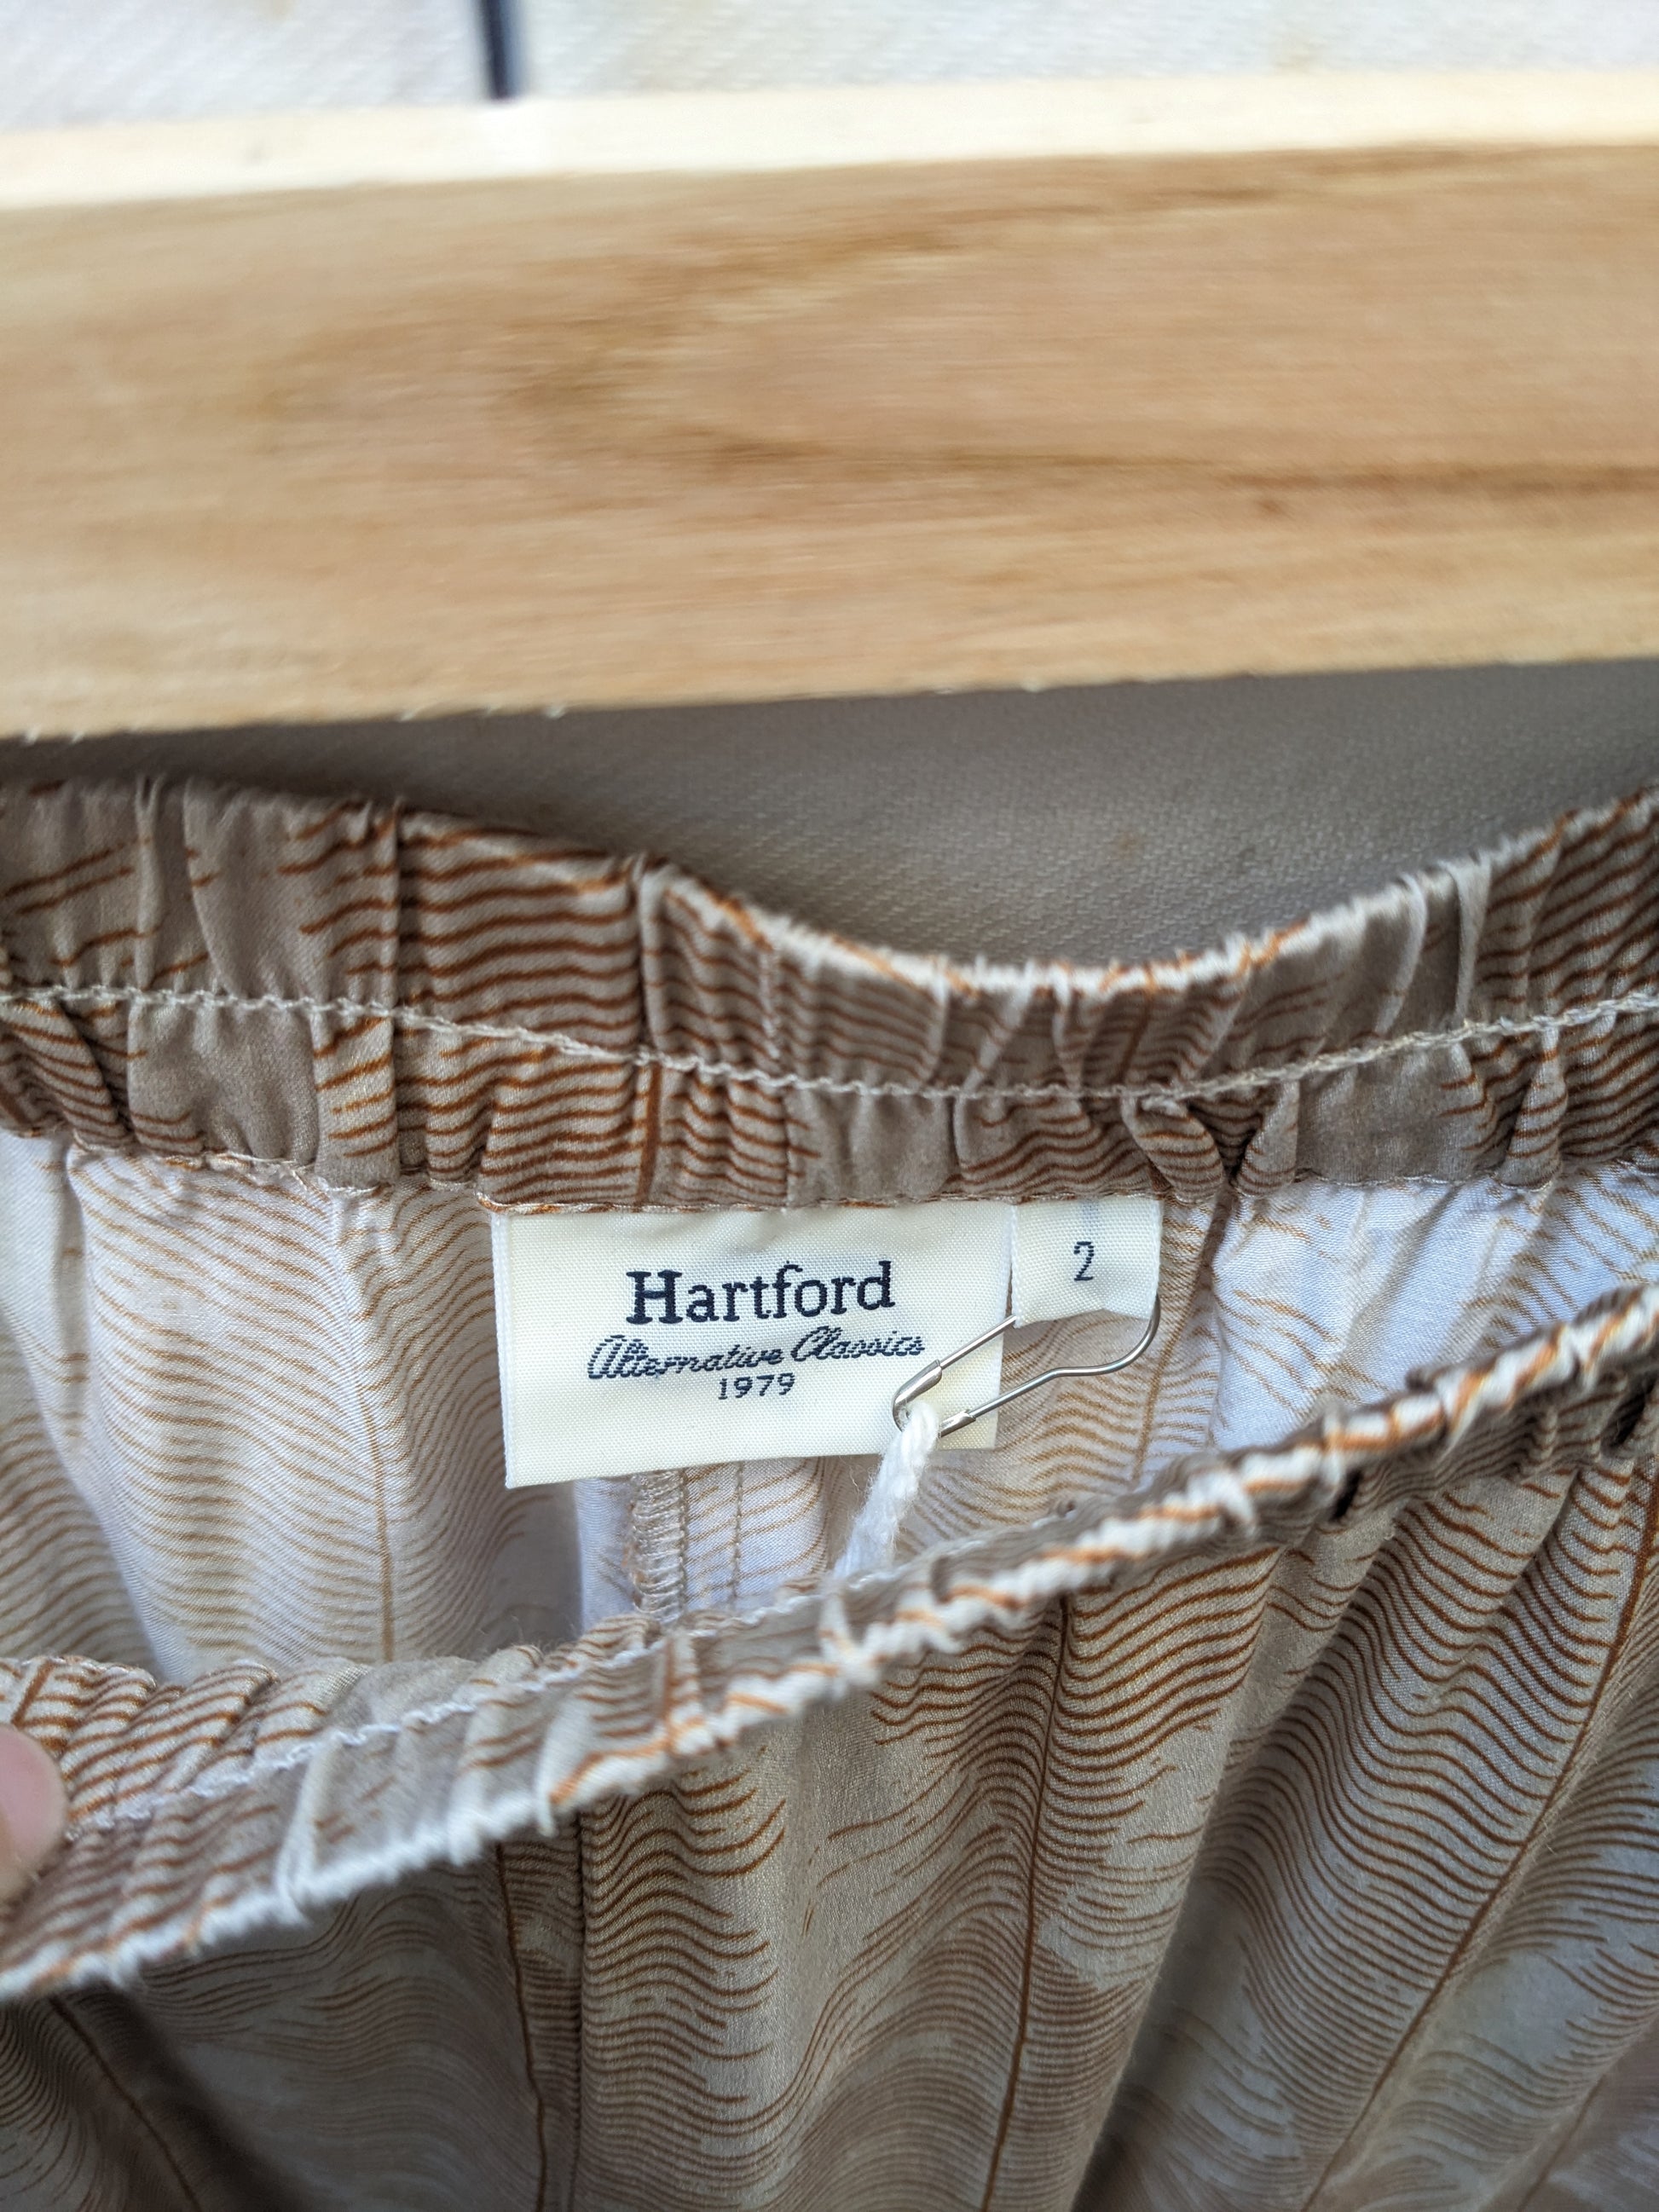 Hartford
Alternative Classics
1979
2